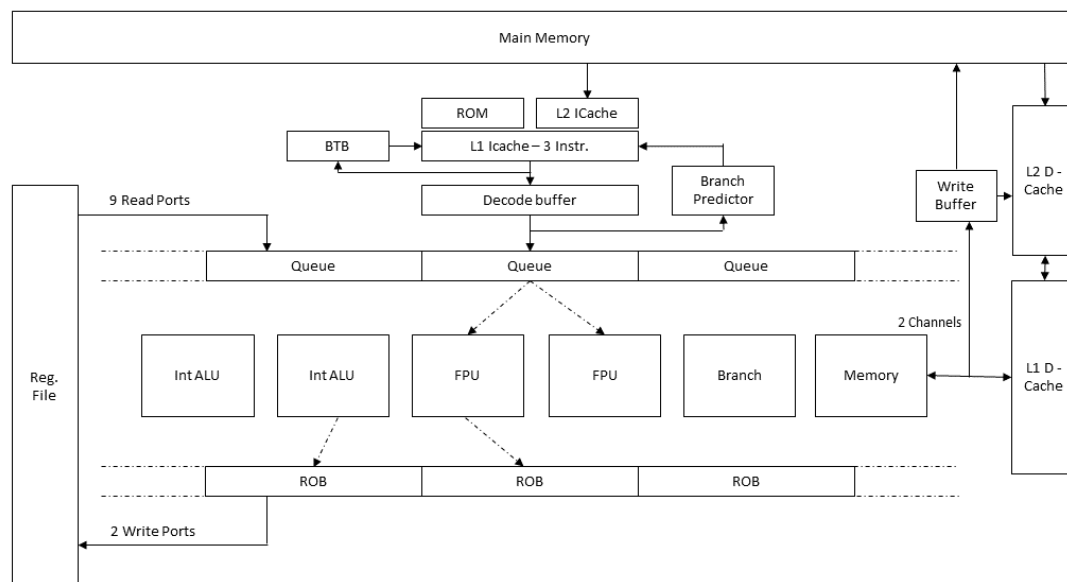 Main Memory
ROM
L2 ICache
BTB
L1 Icache – 3 Instr.
Branch
Predictor
Decode buffer
Write
Buffer
L2 D -
Cache
9 Read Ports
Queue
Queue
Queue
2 Channels
Reg.
File
Int ALU
Int ALU
FPU
FPU
Branch
Memory
L1 D -
Cache
ROB
ROB
ROB
2 Write Ports